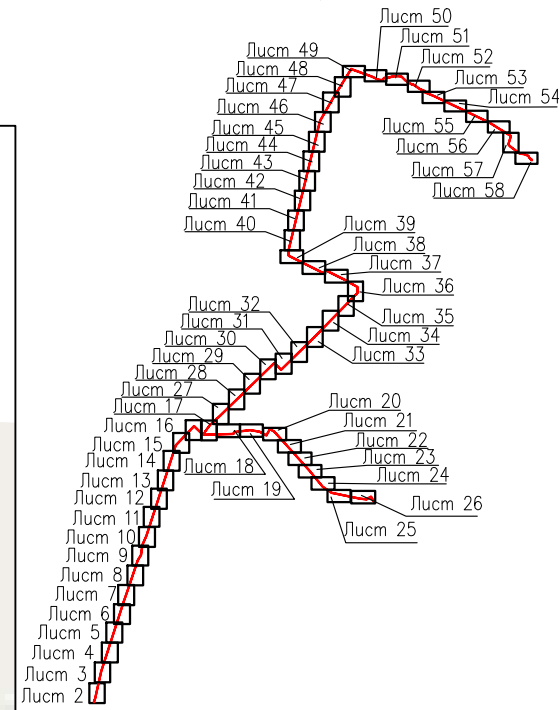 Лист 50
Лист 51
Лист 49
Лист 52
Лист 48
Лист 53
Лист 47
Лист 54
Лист 46
Лист 55
Лист 45
Лист 56
Лист 44
Лист 43
Лист 57
Лист 42
Лист 58
Лист 41
Лист 40
Лист 39
Лист 38
Лист 37
Лист 36
Лист 32
Лист 35
Лист 31
Лист 34
Лист 30
Лист 33
Лист 29
Лист 28
Лист 27
Лист 20
Лист 17
Лист 21
Лист 16
Лист 22
Лист 15
Лист 23
Лист 14
Лист 18
Лист 24
Лист 13
Лист 19
Лист 12
Лист 26
Лист 11
Лист 25
Лист 10
Лист 9
Лист 8
Лист 7
Лист 6
Лист 5
Лист 4
Лист 3
Лист 2